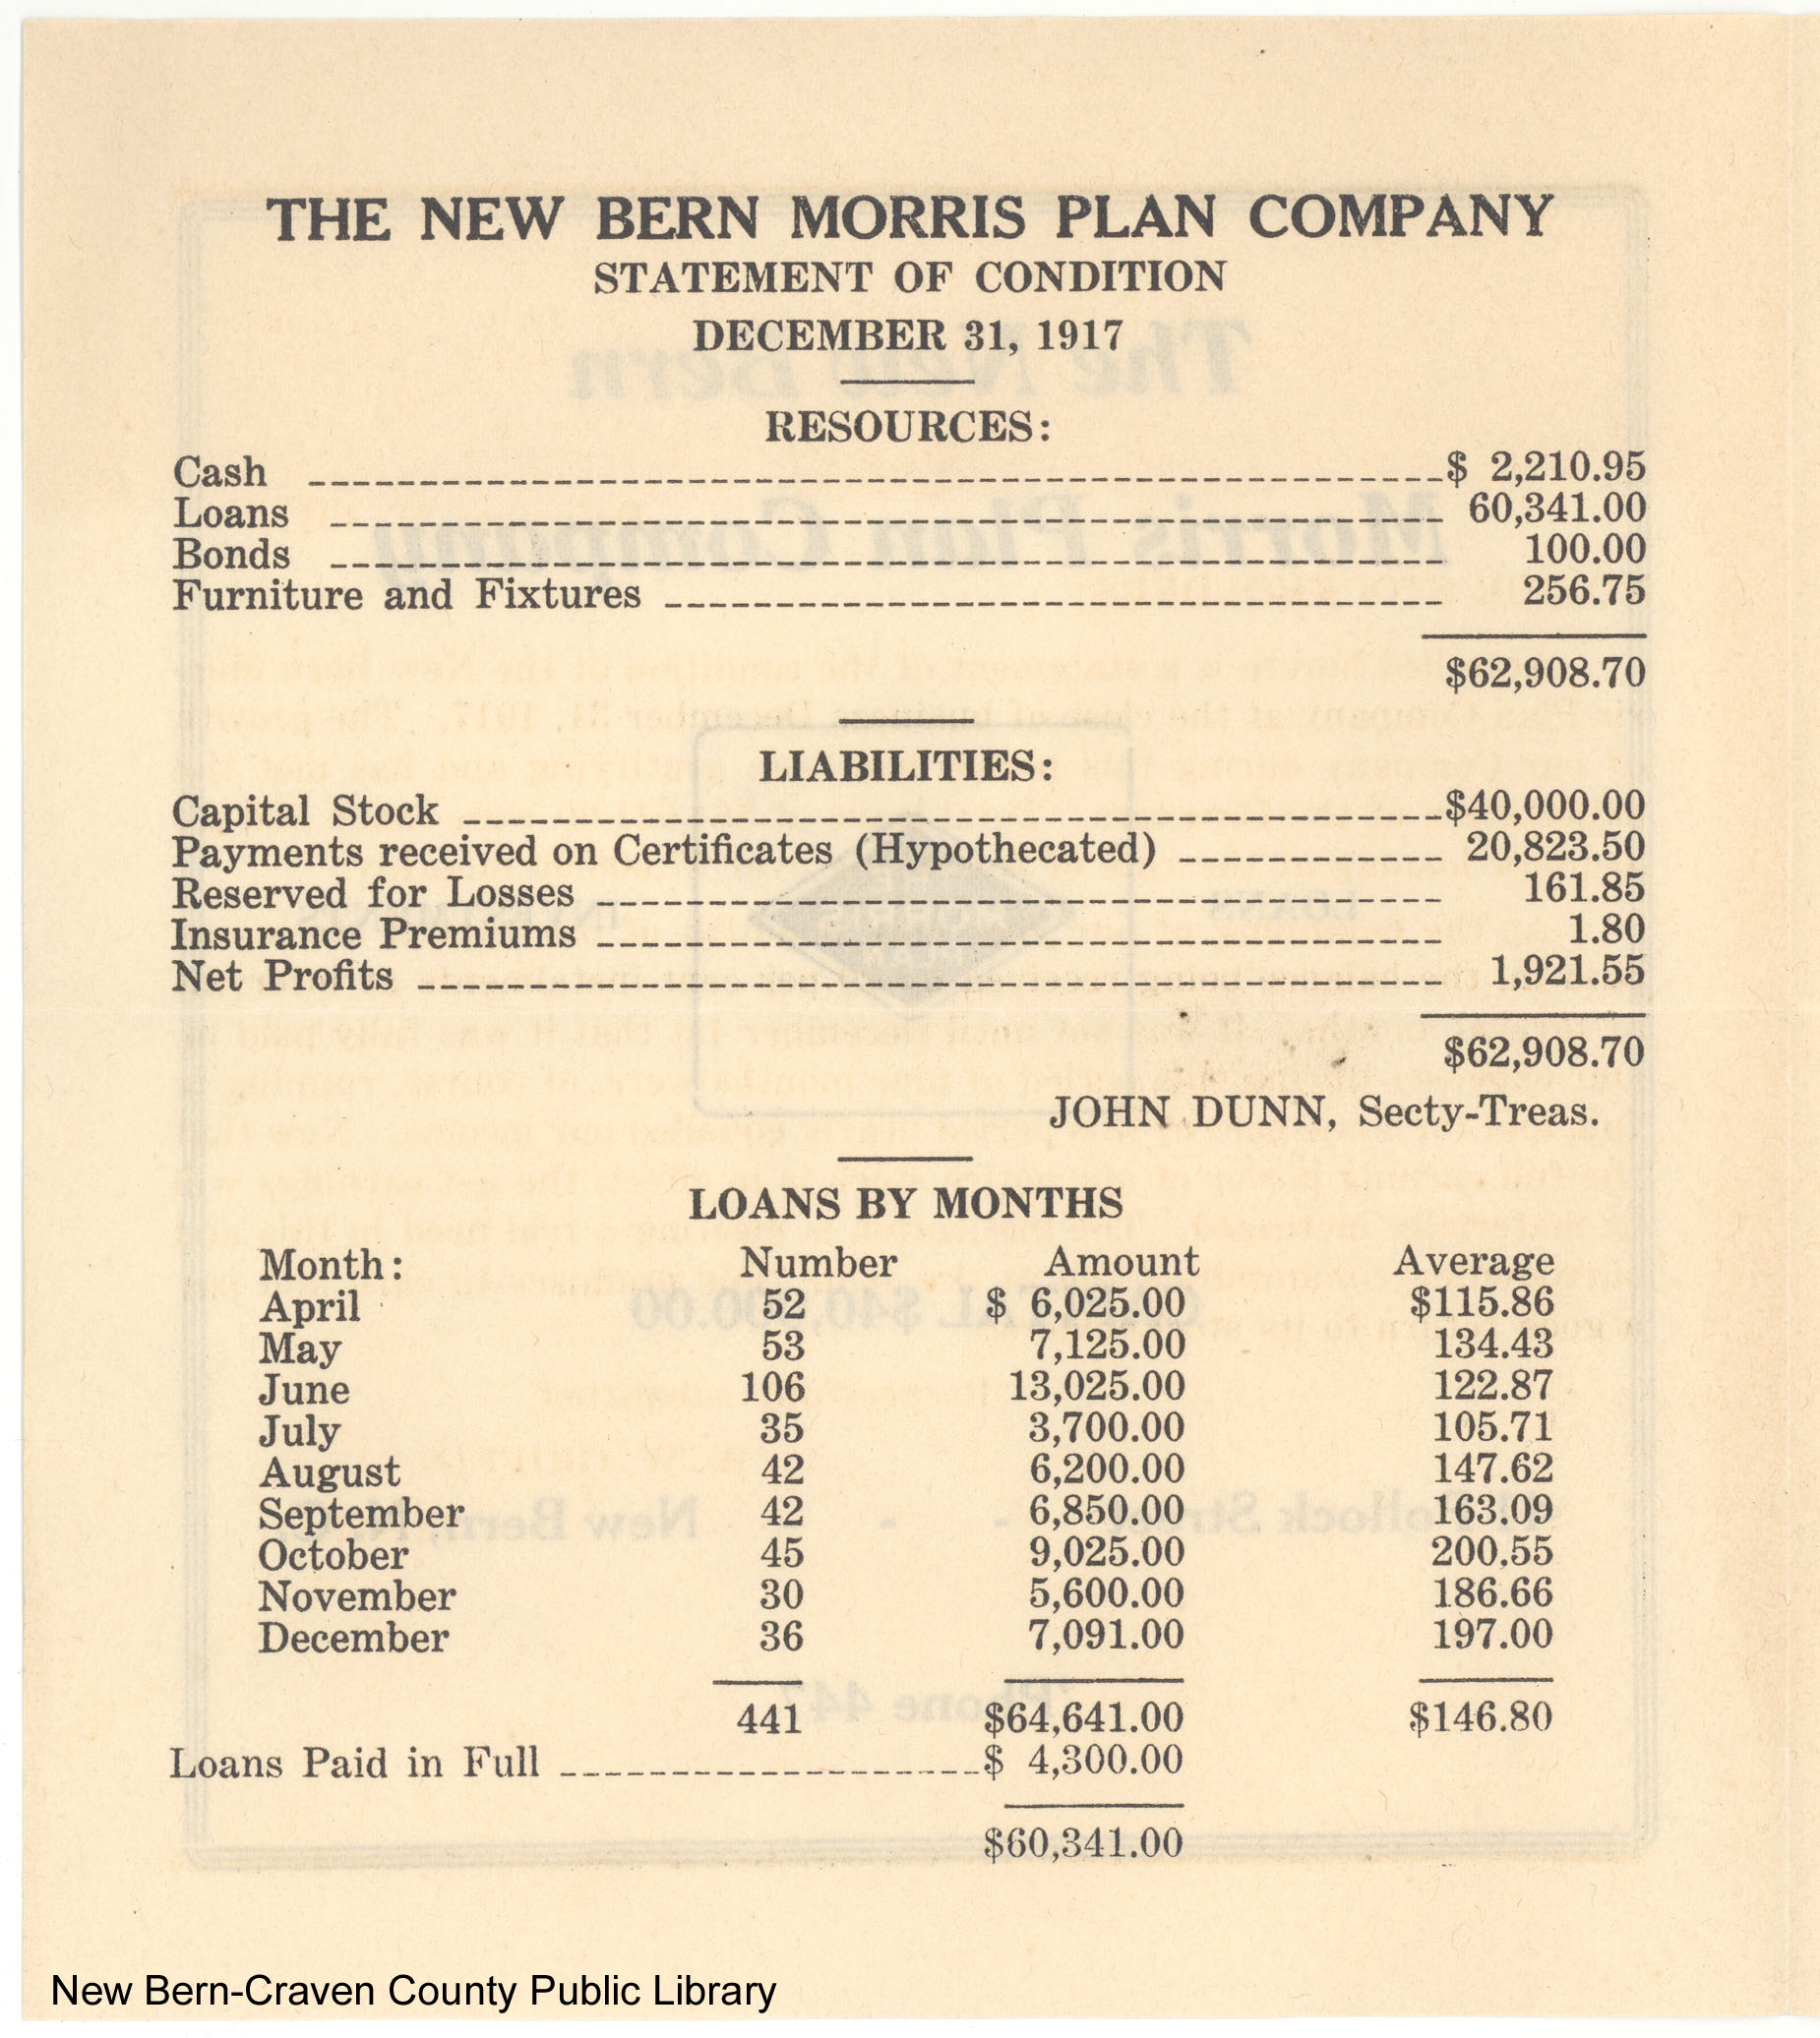 THE NEW BERN MORRIS PLAN COMPANY
STATEMENT OF CONDITION
DECEMBER 31, 1917
RESOURCES:
Cash $ 2,210.95
Loans 60,341.00
Bonds 100.00
Furniture and Fixtures 256.75
$62,908.70
LIABILITIES:
Capital Stock $40,000.00
Payments received on Certificates (Hypothecated) 20,823.50
Reserved for Losses 161.85
Insurance Premiums 1.80
Net Profits 1,921.55
$62,908.70
JOHN DUNN, Secty-Treas.
LOANS BY MONTHS
Month: Number Amount Average
April 52 $ 6,025.00 $115.86
May 53 7,125.00 134.43
June 106 13,025.00 122.87
July 35 3,700.00 105.71
August 42 6,200.00 147.62
September 42 6,850.00 163.09
October 45 9,025.00 200.55
November 30 5,600.00 186.66
December 36 7,091.00 197.00
441 $64,641.00 $146.80
Loans Paid in Full $ 4,300.00
$60,341.00
New Bern-Craven County Public Library